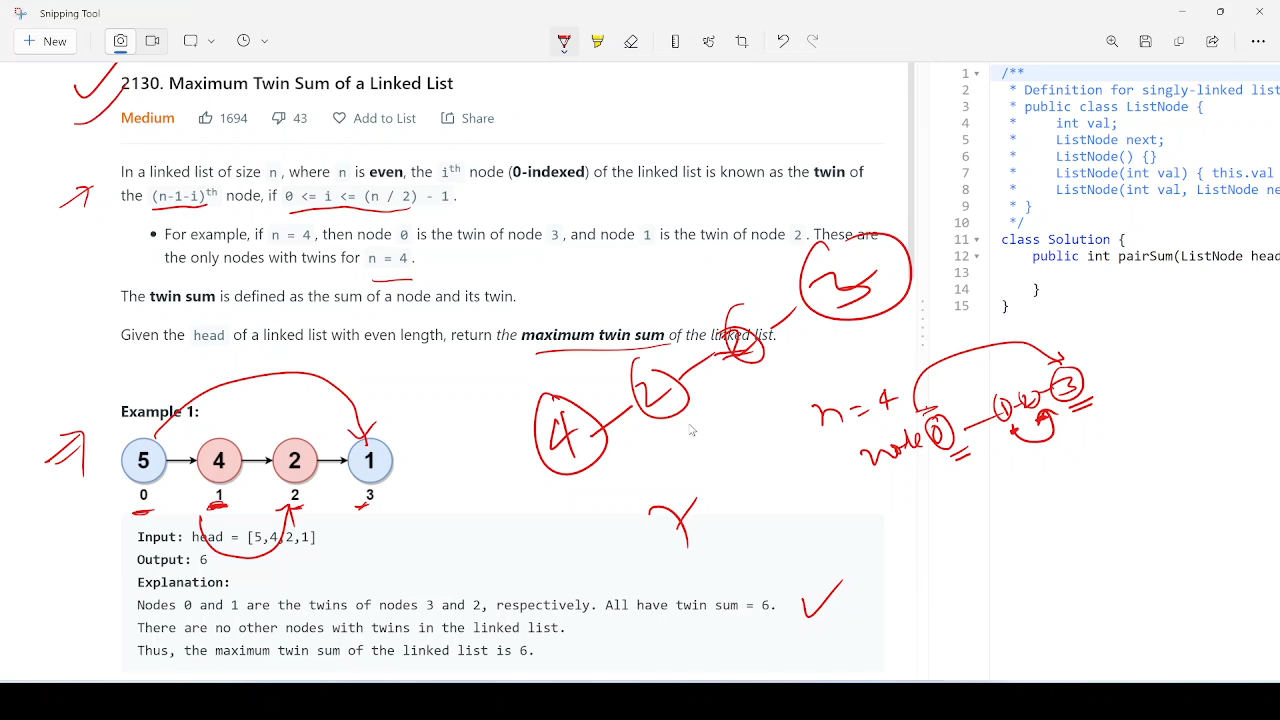 Snipping Tool
New
2130. Maximum Twin Sum of a Linked List
Medium 1694 43 Add to List Share
In a linked list of size n, where n is even, the ith node (0-indexed) of the linked list is known as the twin of
the (n-1-i)th node, if 0 <= i <= (n / 2) - 1.
• For example, if n = 4, then node 0 is the twin of node 3, and node 1 is the twin of node 2. These are
the only nodes with twins for n = 4.
The twin sum is defined as the sum of a node and its twin.
Given the head of a linked list with even length, return the maximum twin sum of the linked list.
Example 1:
5 4 2 1
0 1 2 3
Input: head = [5,4,2,1]
Output: 6
Explanation:
Nodes 0 and 1 are the twins of nodes 3 and 2, respectively. All have twin sum = 6.
There are no other nodes with twins in the linked list.
Thus, the maximum twin sum of the linked list is 6.
4 2 2 3
n = 4
node 0 1 2 3
1 /**
2 * Definition for singly-linked list
3 * public class ListNode {
4 * int val;
5 * ListNode next;
6 * ListNode() {}
7 * ListNode(int val) { this.val
8 * ListNode(int val, ListNode ne
9 * }
10 */
11 class Solution {
12 public int pairSum(ListNode head
13
14 }
15 }